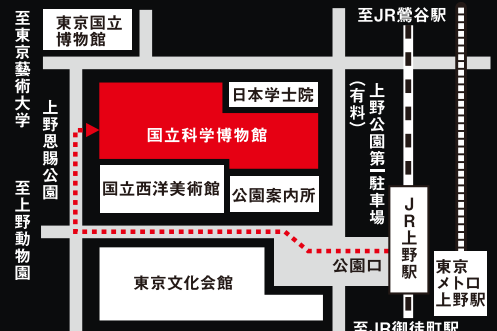 至東京藝術大学
東京国立
博物館
至JR鶯谷駅
日本学士院
上野公園第一駐車場
(有料)
上野恩賜公園
国立科学博物館
国立西洋美術館
公園案内所
至上野動物園
JR上野駅
公園口
東京
メトロ
上野駅
東京文化会館
至JR御徒町駅